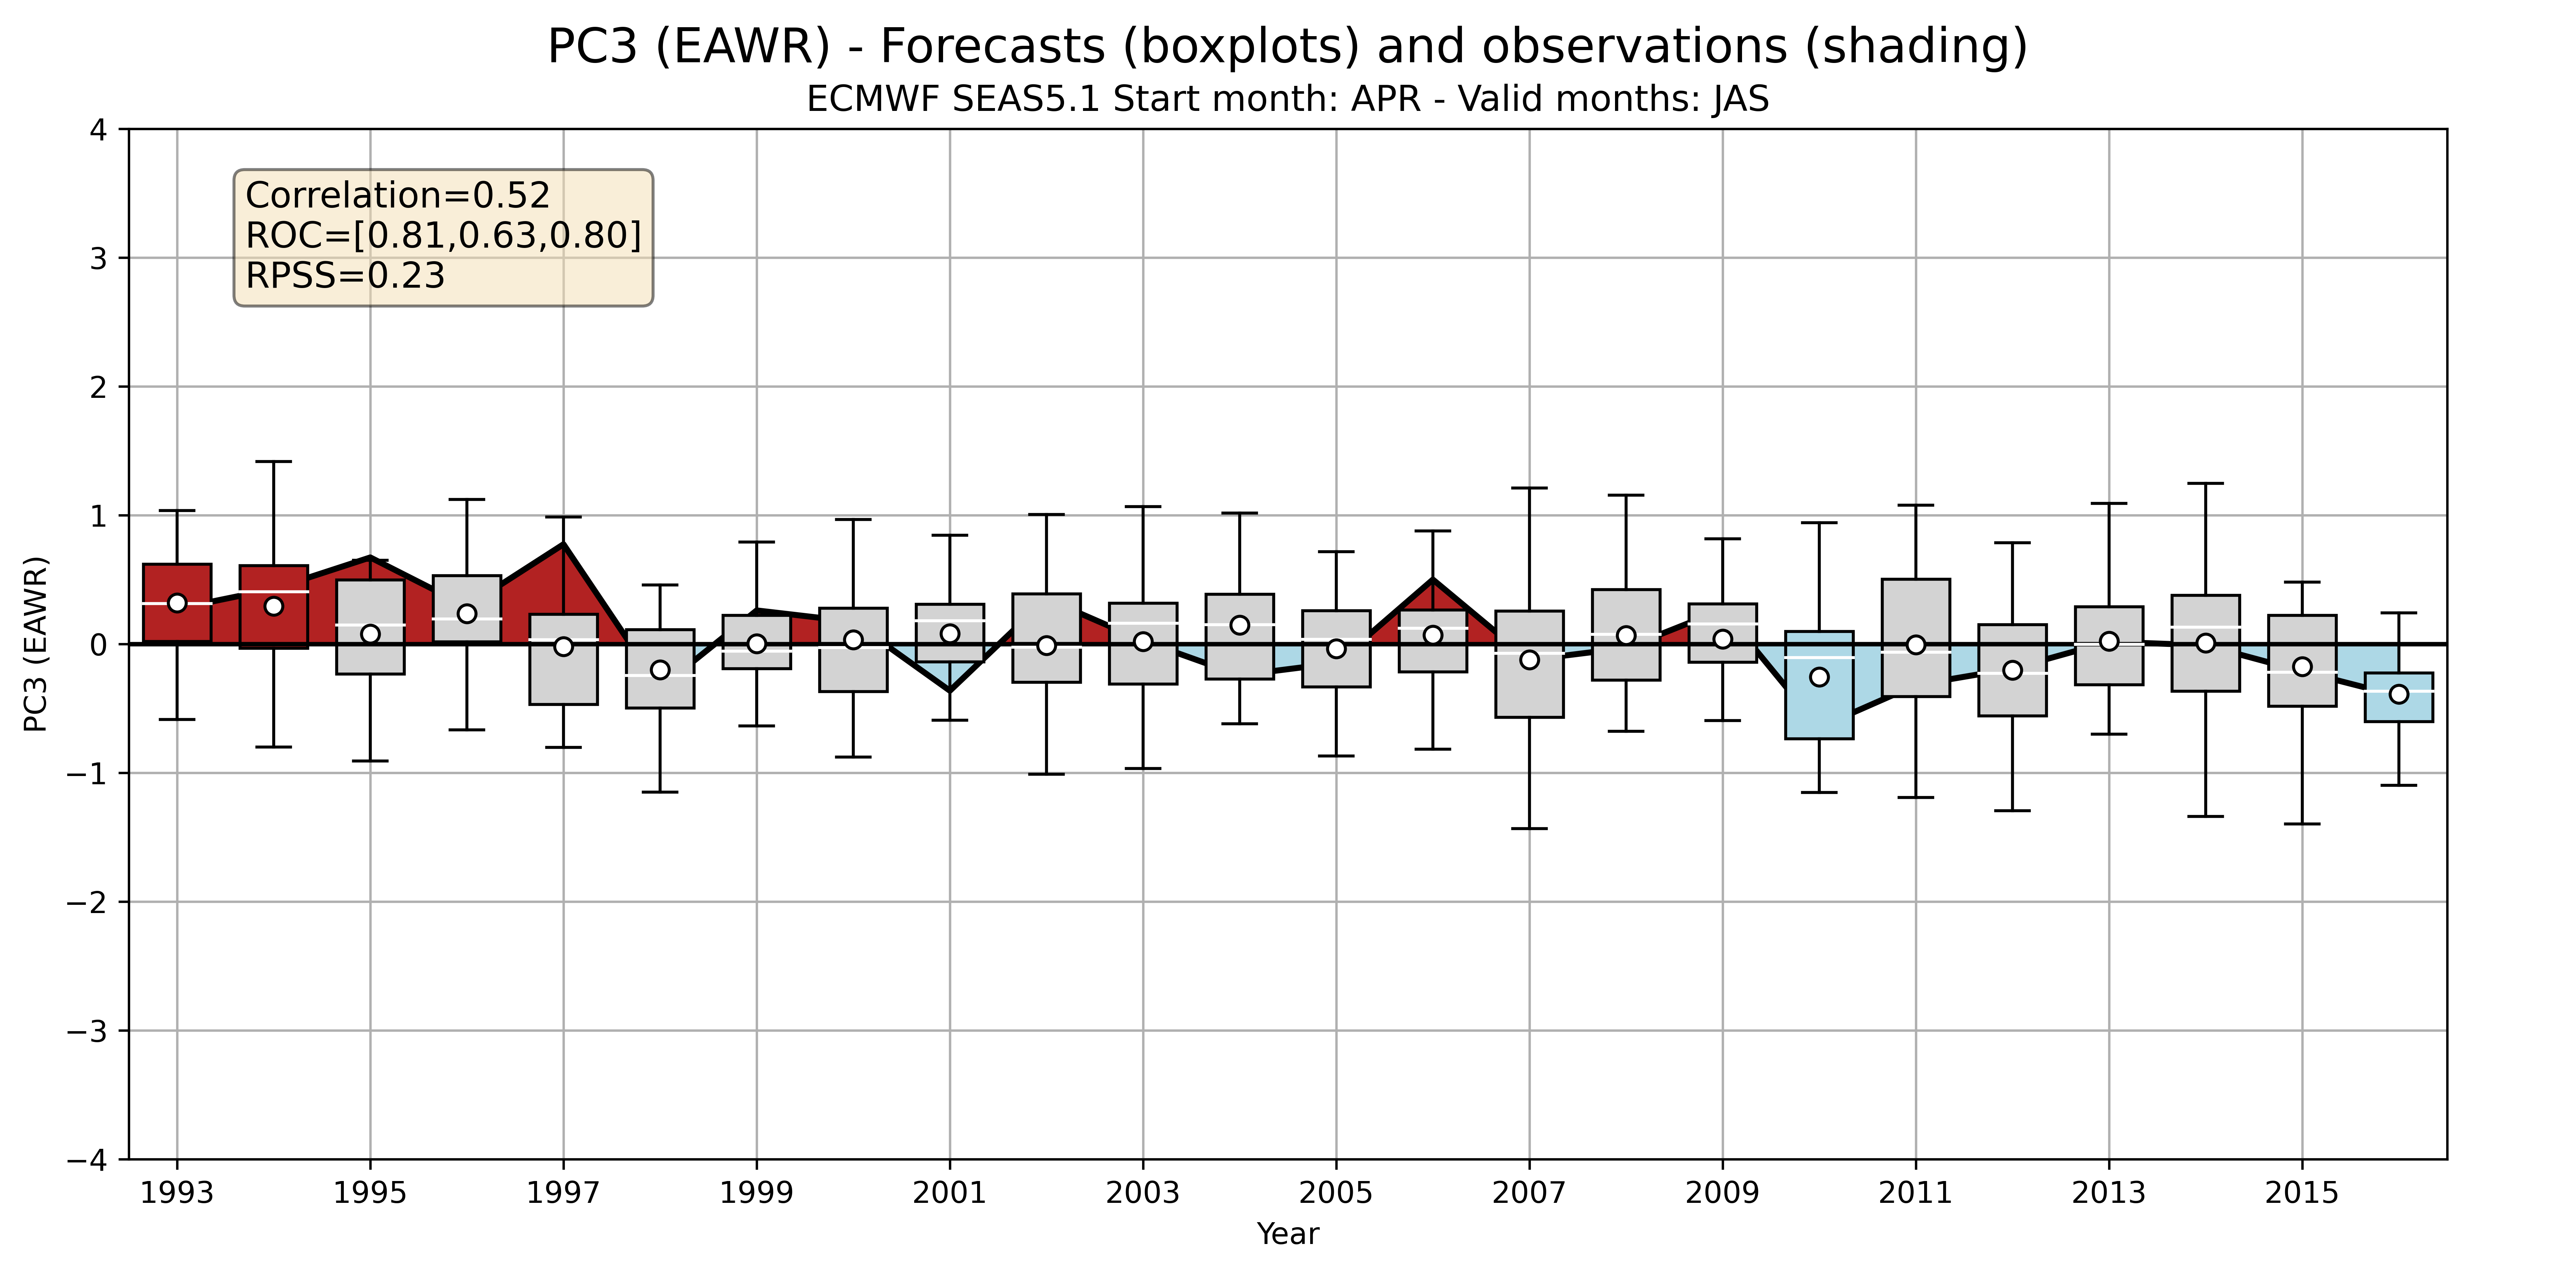 PC3 (EAWR) - Forecasts (boxplots) and observations (shading)
ECMWF SEAS5.1 Start month: APR - Valid months: JAS
Correlation=0.52
ROC=[0.81,0.63,0.80]
RPSS=0.23
PC3 (EAWR)
4
3
2
1
0
−1
−2
−3
−4
1993 1995 1997 1999 2001 2003 2005 2007 2009 2011 2013 2015
Year